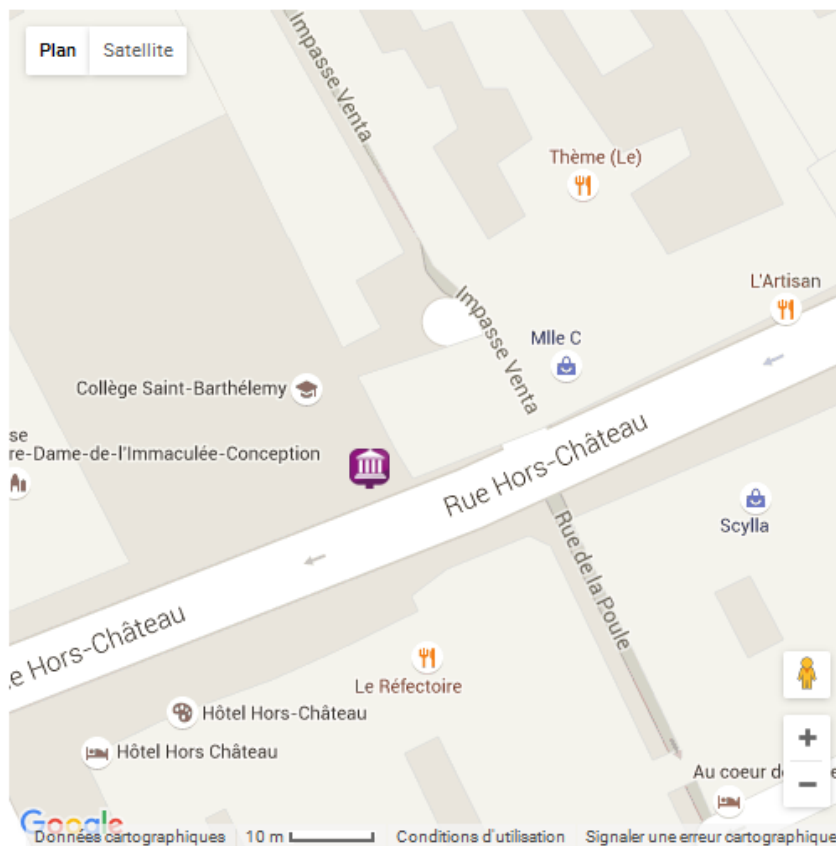 Plan Satellite
Impasse Venta
Thème (Le)
L'Artisan
Impasse Venta
Mlle C
Collège Saint-Barthélemy
se
re-Dame-de-l'Immaculée-Conception
Rue Hors-Château
Scylla
Rue de la Poule
e Hors-Château
Le Réfectoire
Hôtel Hors-Château
Hôtel Hors Château
Au coeur d
Google
Données cartographiques 10 m Conditions d'utilisation Signaler une erreur cartographique